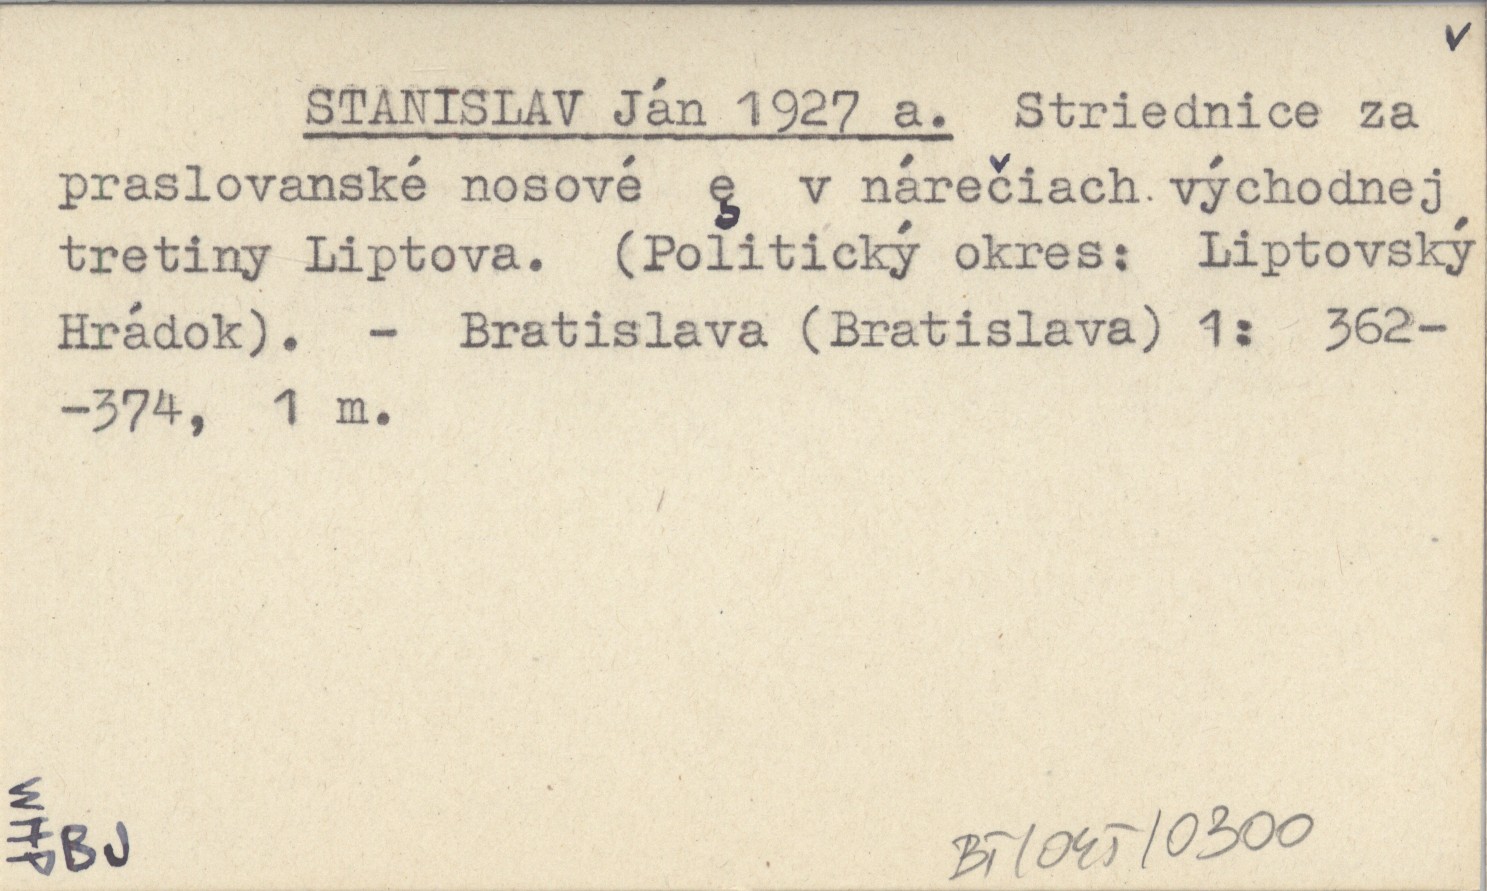 v
STANISLAV Ján 1927 a. Striednice za
praslovanské nosové ę v nárečiach východnej
tretiny Liptova. (Politický okres: Liptovský
Hrádok). - Bratislava (Bratislava) 1: 362-
-374, 1 m.
BJ
/0300